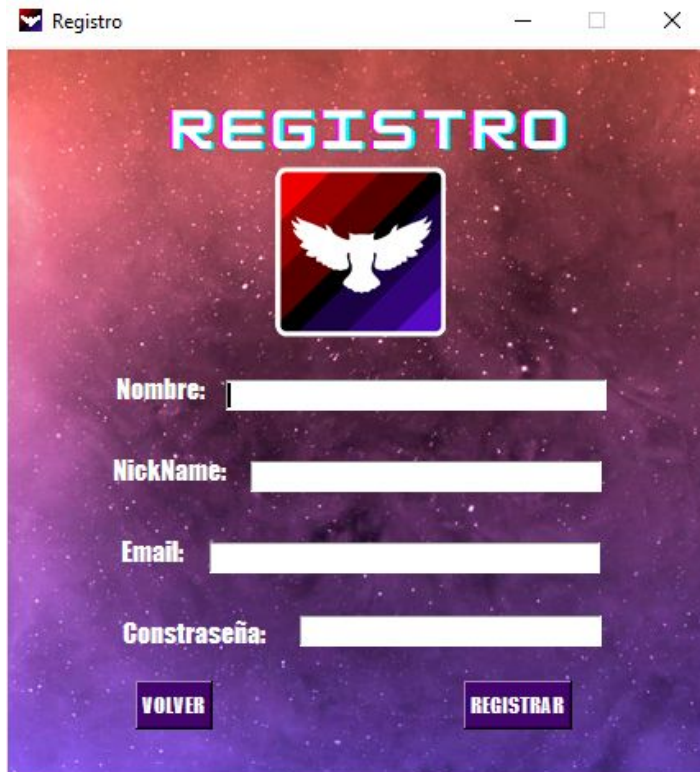 Registro
REGISTRO
Nombre:
NickName:
Email:
Constraseña:
VOLVER REGISTRAR